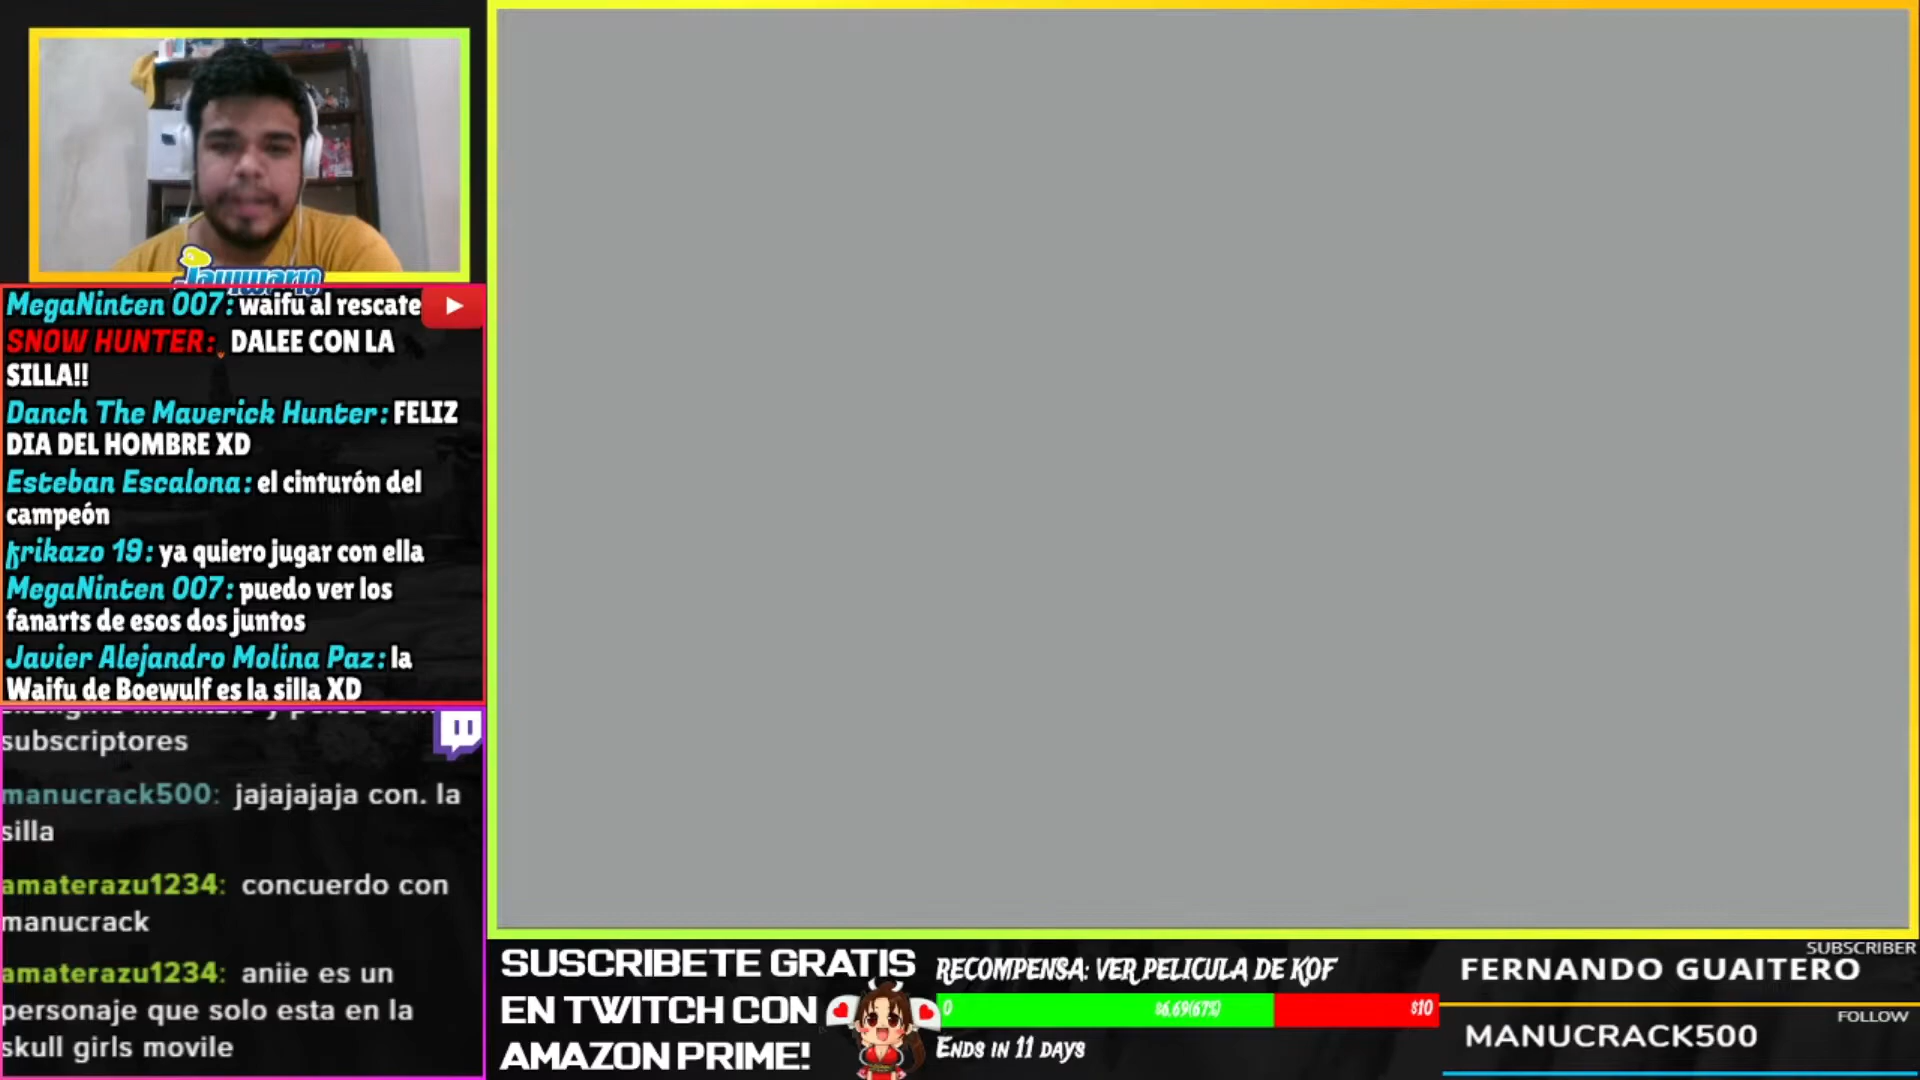 Jaywario
MegaNinten 007: waifu al rescate
SNOW HUNTER: DALEE CON LA
SILLA!!
Danch The Maverick Hunter: FELIZ
DIA DEL HOMBRE XD
Esteban Escalona: el cinturón del
campeón
frikazo 19: ya quiero jugar con ella
MegaNinten 007: puedo ver los
fanarts de esos dos juntos
Javier Alejandro Molina Paz: la
Waifu de Boewulf es la silla XD
subscriptores
manucrack500: jajajajaja con. la
silla
amaterazu1234: concuerdo con
manucrack
amaterazu1234: aniie es un
personaje que solo esta en la
skull girls movile
SUSCRIBETE GRATIS
EN TWITCH CON
AMAZON PRIME!
RECOMPENSA: VER PELICULA DE KOF
0 $6.69(67%) $10
ENDS IN 11 DAYS
SUBSCRIBER
FERNANDO GUAITERO
FOLLOW
MANUCRACK500